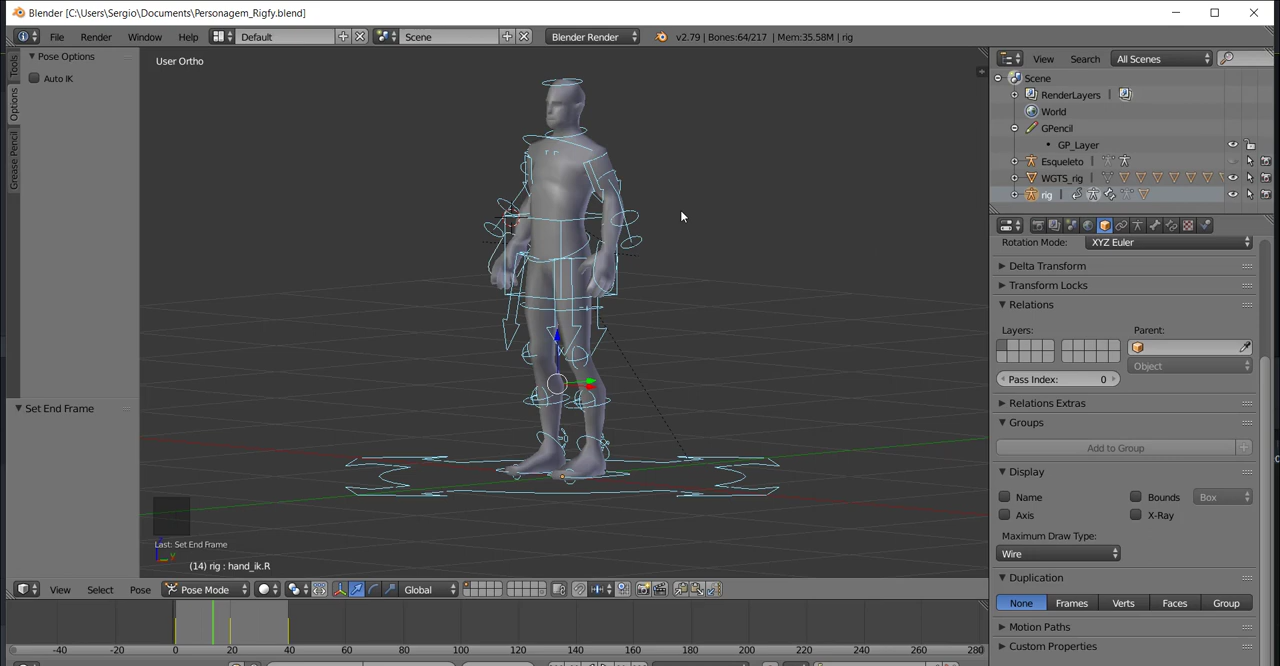 Blender [C:\Users\Sergio\Documents\Personagem_Rigfy.blend]
File Render Window Help Default Scene Blender Render v2.79 | Bones:64/217 | Mem:35.58M | rig
View Search All Scenes
Tools
Options
Grease Pencil
Pose Options
Auto IK
Set End Frame
User Ortho
Last: Set End Frame
(14) rig : hand_ik.R
Scene
RenderLayers
World
GPencil
GP_Layer
Esqueleto
WGTS_rig
rig
Rotation Mode: XYZ Euler
Delta Transform
Transform Locks
Relations
Layers: Parent:
Object
Pass Index: 0
Relations Extras
Groups
Add to Group
Display
Name Bounds Box
Axis X-Ray
Maximum Draw Type:
Wire
Duplication
None Frames Verts Faces Group
Motion Paths
Custom Properties
View Select Pose Pose Mode Global
-40 -20 0 20 40 60 80 100 120 140 160 180 200 220 240 260 280